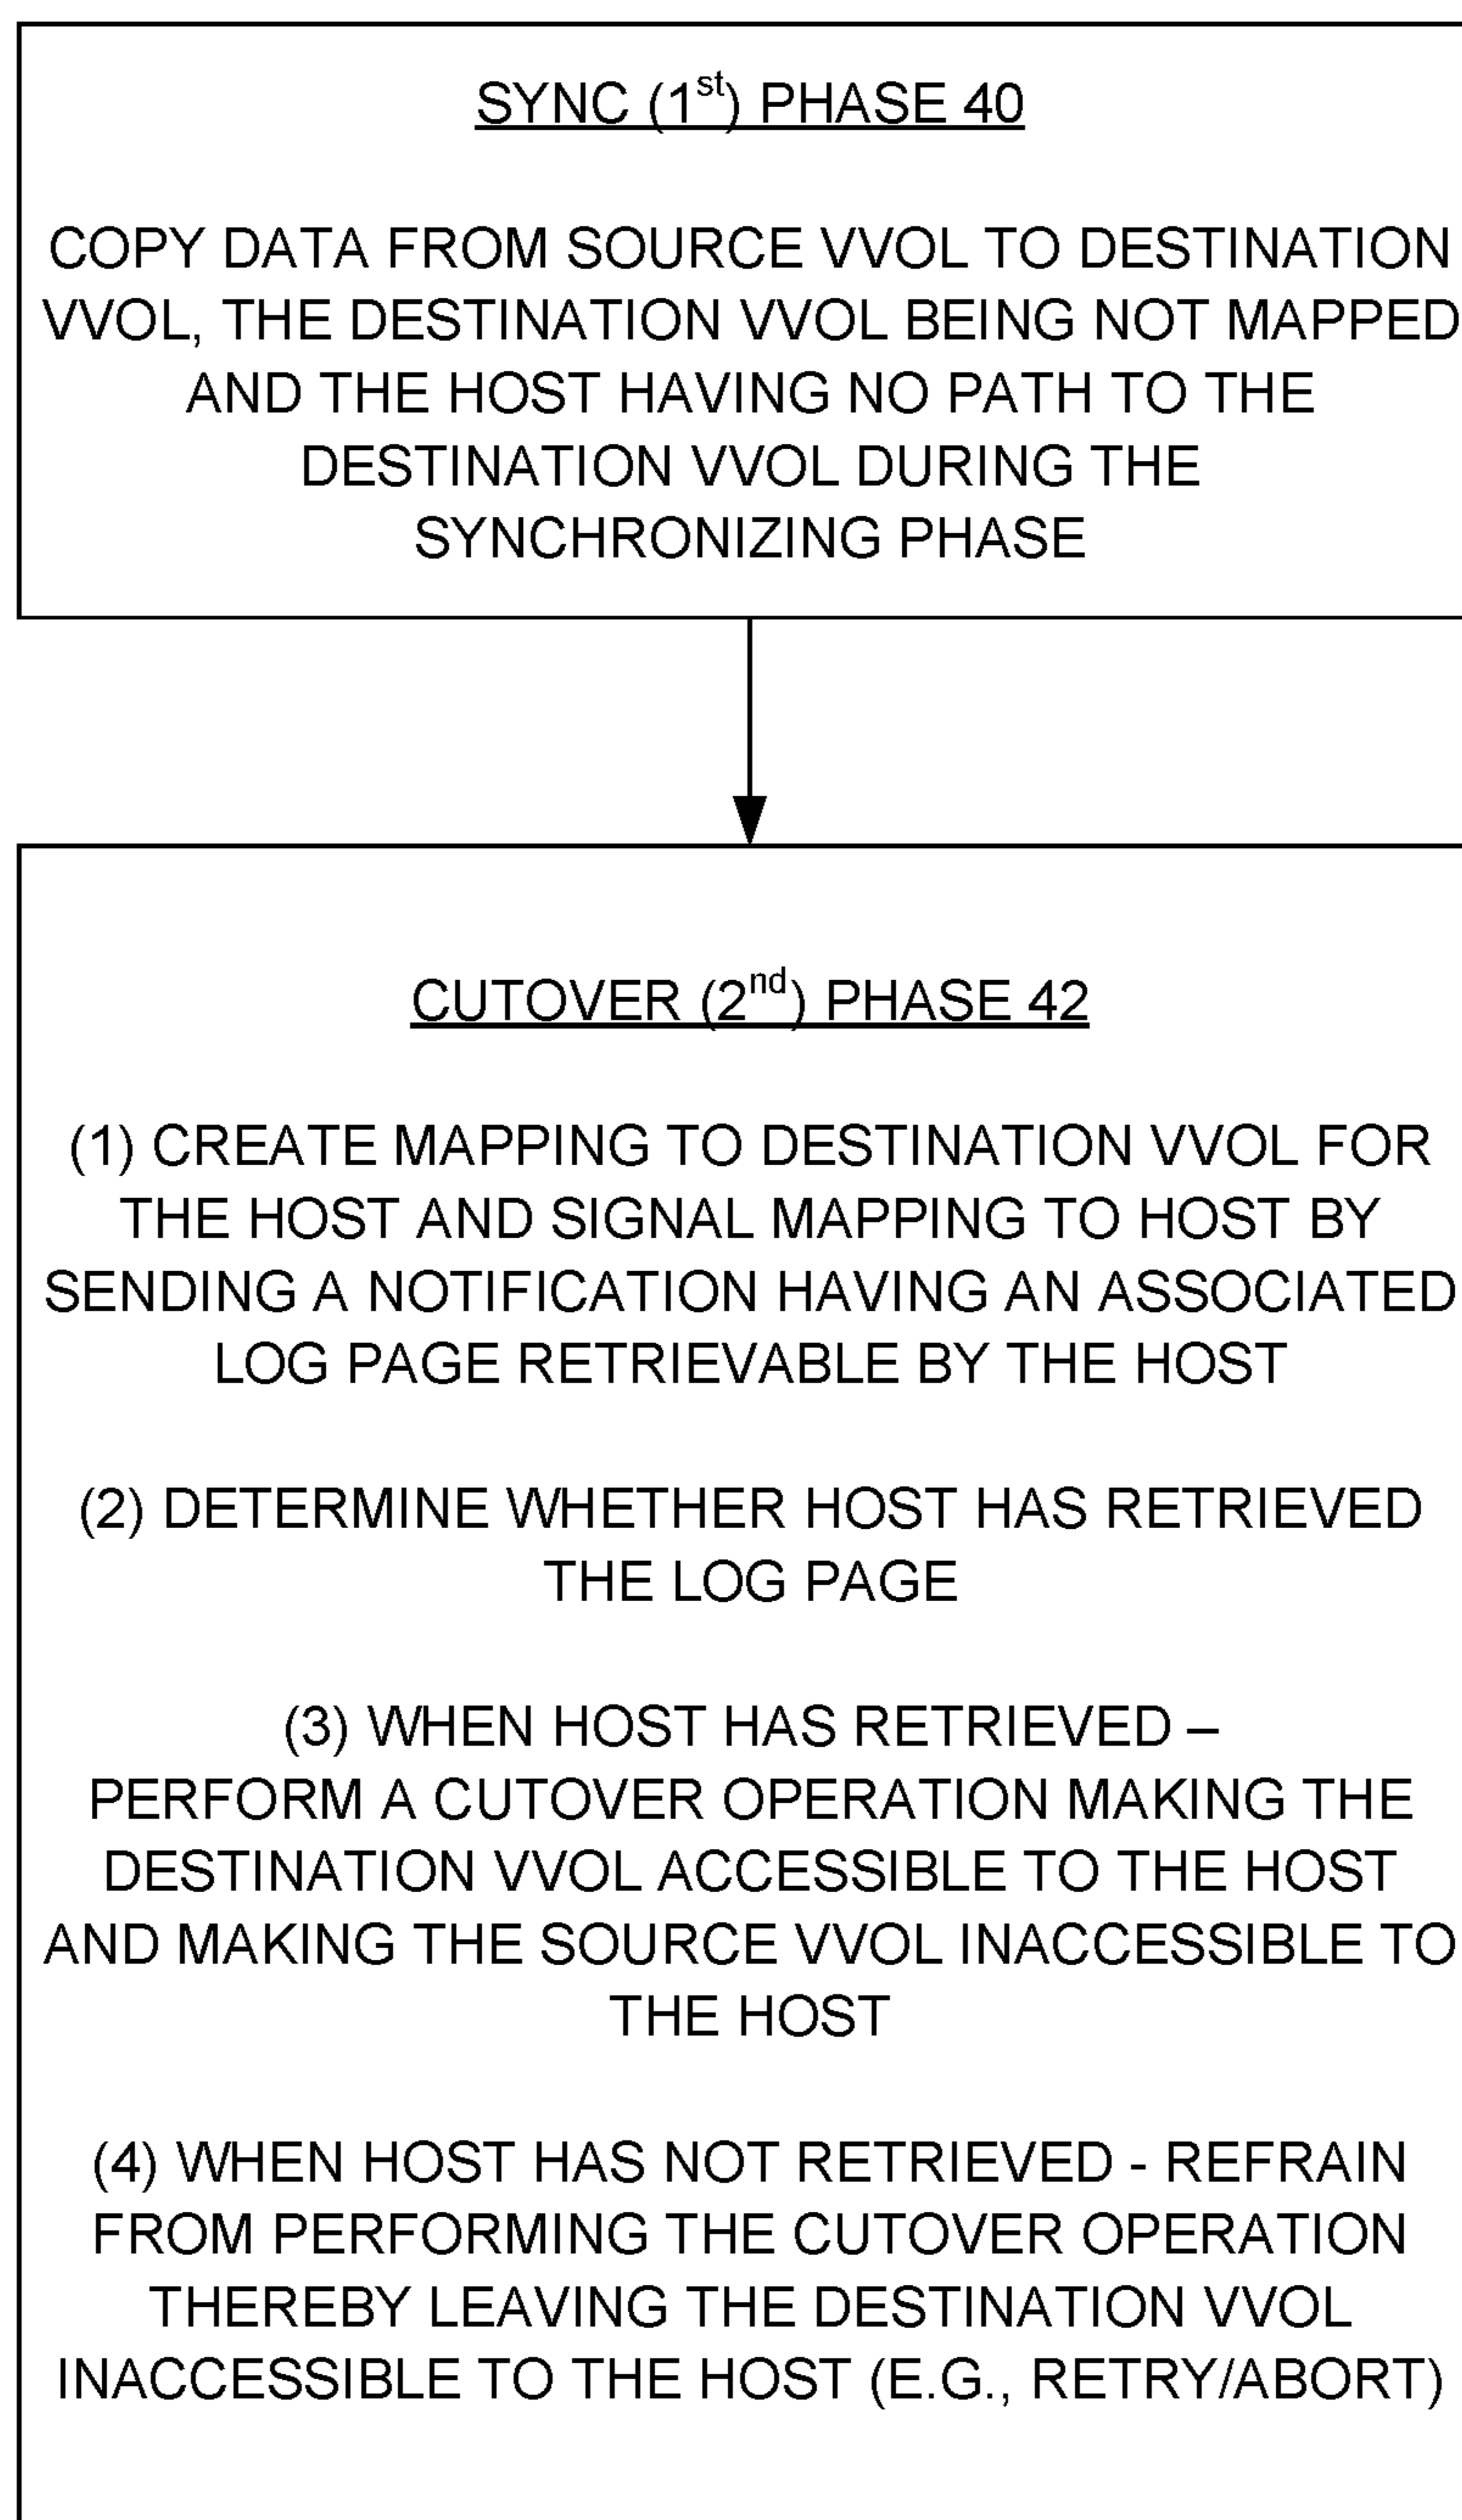 SYNC (1st) PHASE 40
COPY DATA FROM SOURCE VVOL TO DESTINATION
VVOL, THE DESTINATION VVOL BEING NOT MAPPED
AND THE HOST HAVING NO PATH TO THE
DESTINATION VVOL DURING THE
SYNCHRONIZING PHASE
CUTOVER (2nd) PHASE 42
(1) CREATE MAPPING TO DESTINATION VVOL FOR
THE HOST AND SIGNAL MAPPING TO HOST BY
SENDING A NOTIFICATION HAVING AN ASSOCIATED
LOG PAGE RETRIEVABLE BY THE HOST
(2) DETERMINE WHETHER HOST HAS RETRIEVED
THE LOG PAGE
(3) WHEN HOST HAS RETRIEVED –
PERFORM A CUTOVER OPERATION MAKING THE
DESTINATION VVOL ACCESSIBLE TO THE HOST
AND MAKING THE SOURCE VVOL INACCESSIBLE TO
THE HOST
(4) WHEN HOST HAS NOT RETRIEVED - REFRAIN
FROM PERFORMING THE CUTOVER OPERATION
THEREBY LEAVING THE DESTINATION VVOL
INACCESSIBLE TO THE HOST (E.G., RETRY/ABORT)